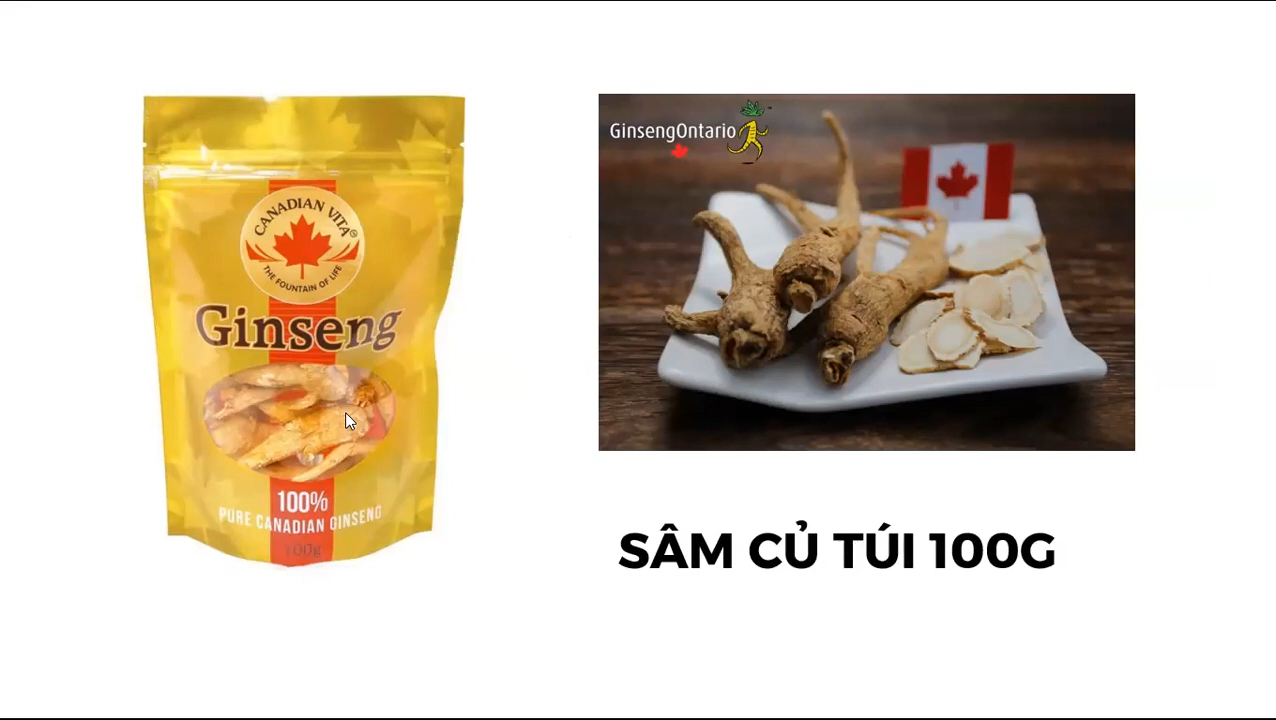 CANADIAN VITA®
THE FOUNTAIN OF LIFE
Ginseng
100%
PURE CANADIAN GINSENG
100g
GinsengOntario
SÂM CỦ TÚI 100G